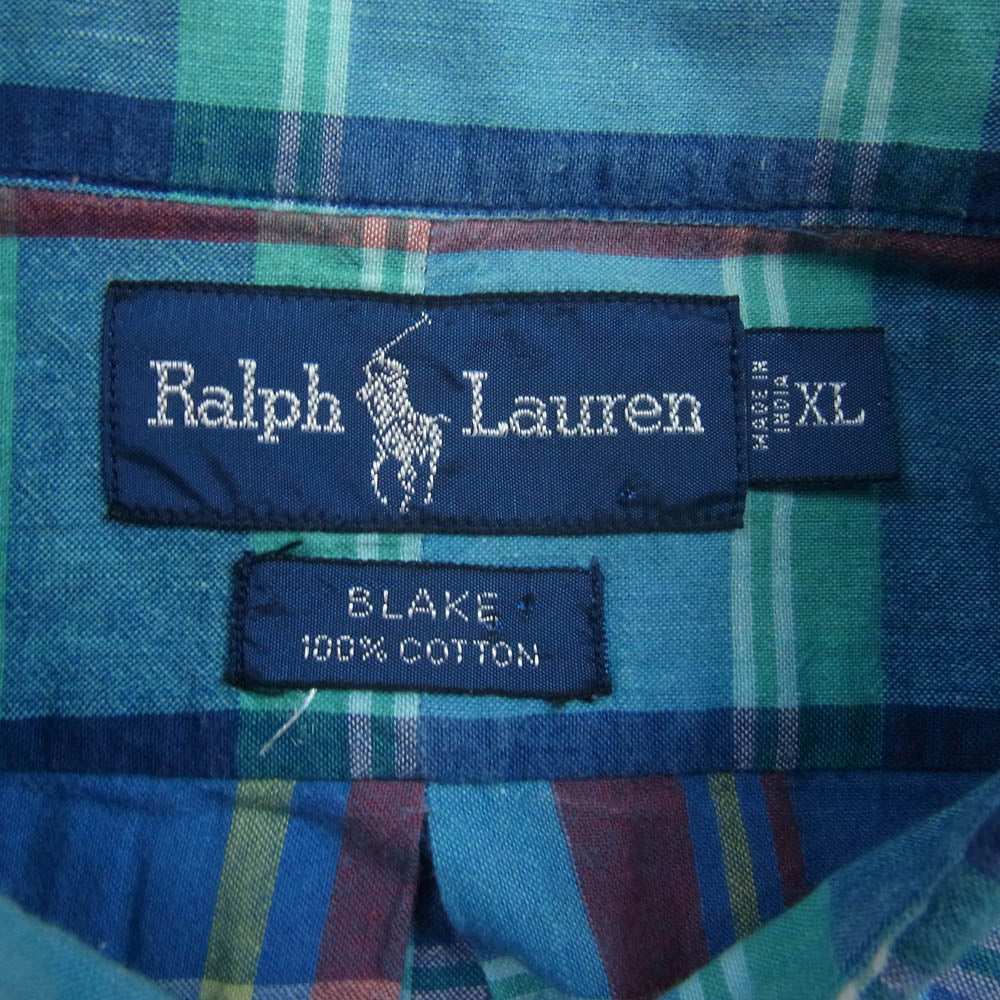 Ralph Lauren
MADE IN
INDIA
XL
BLAKE
100% COTTON